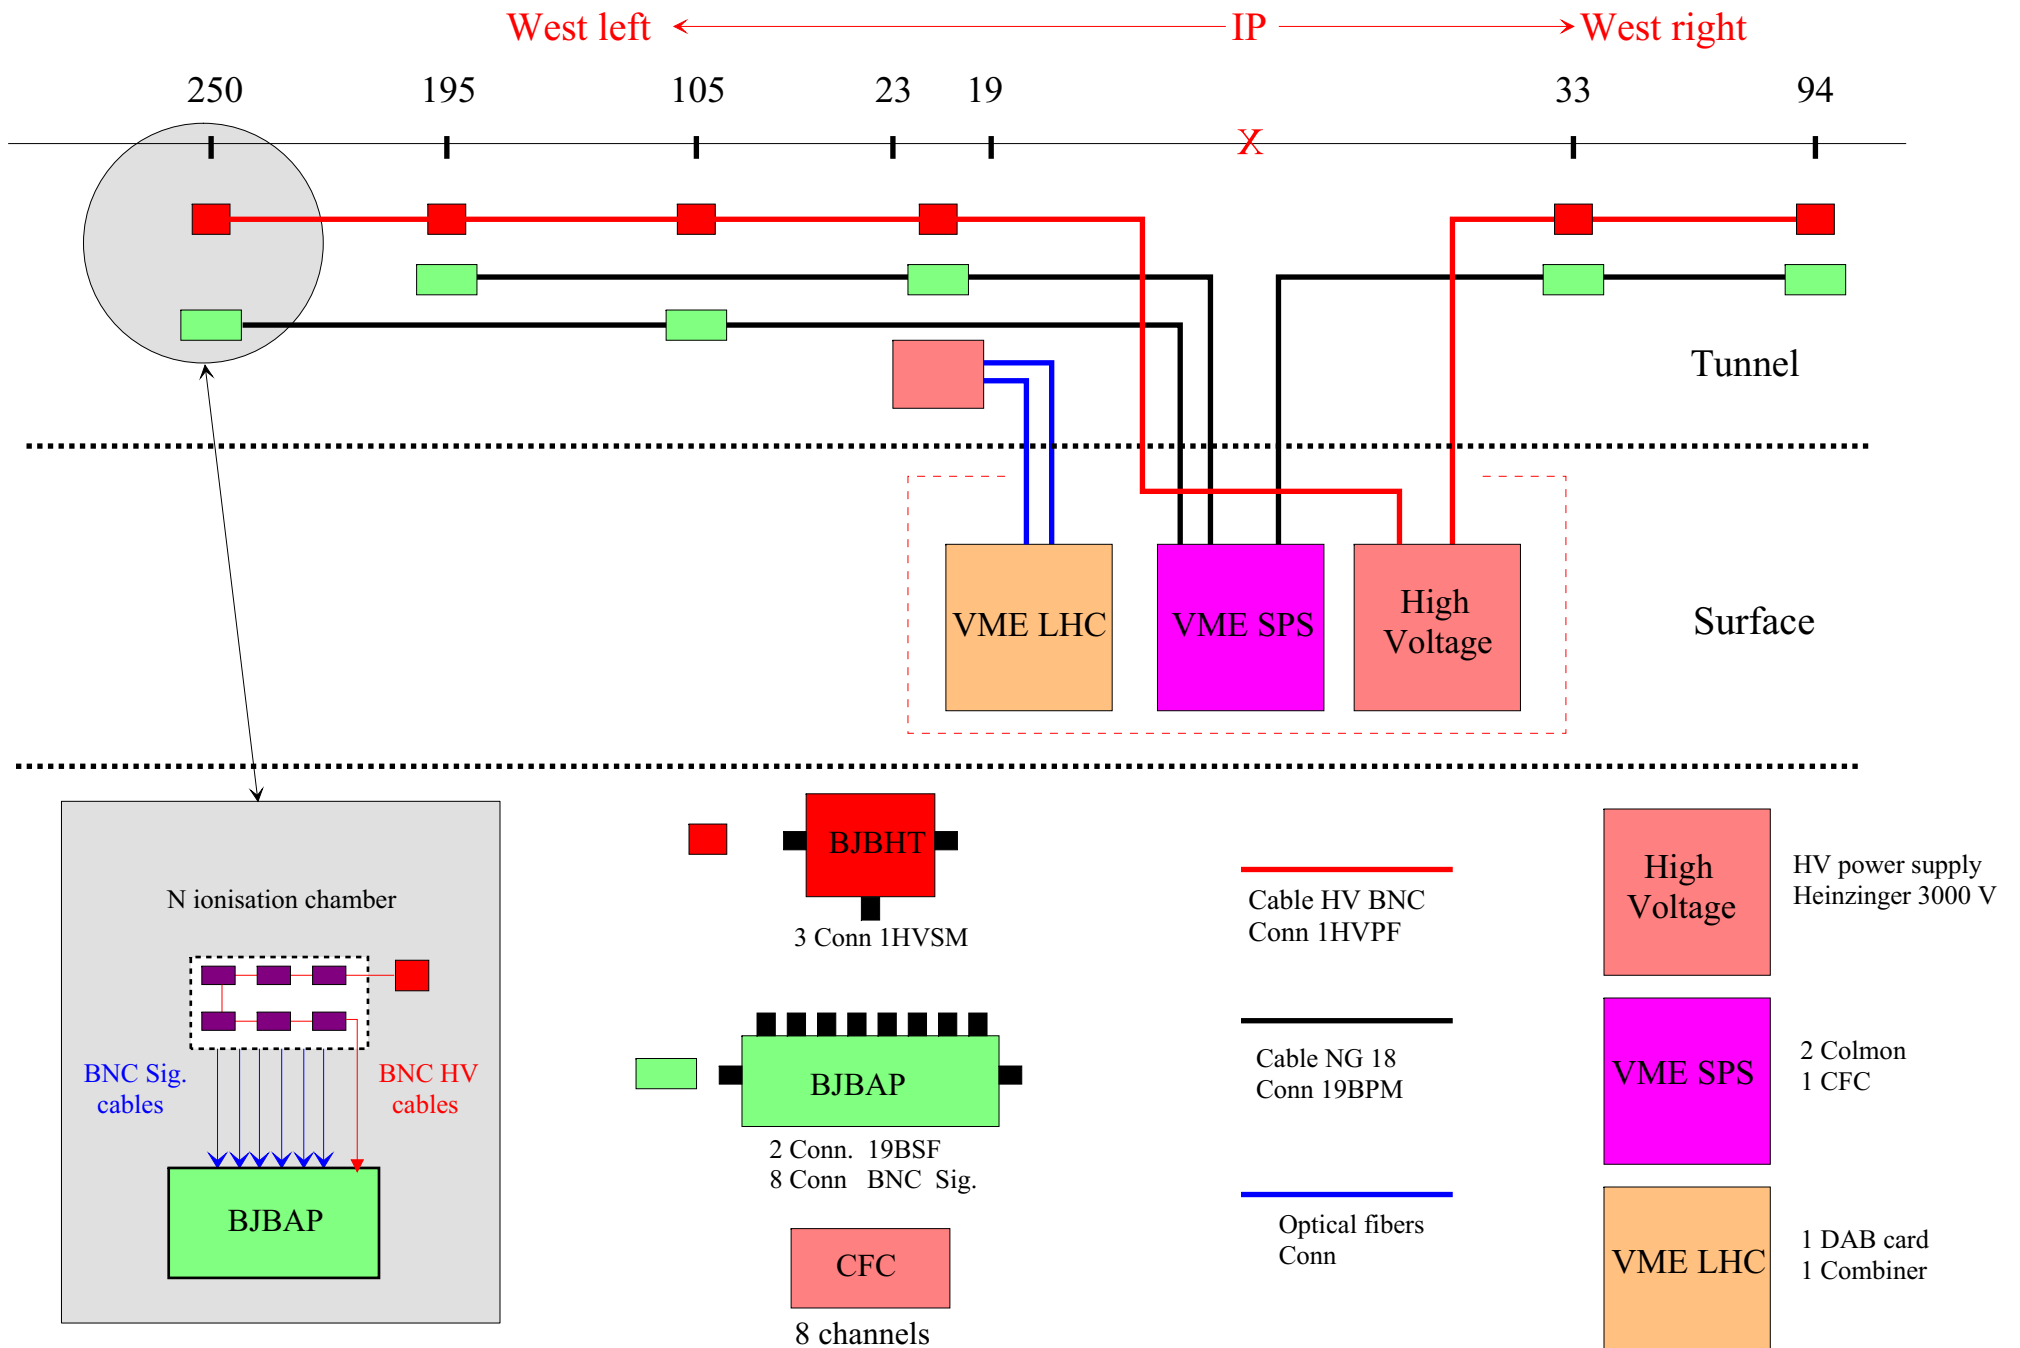 West left IP West right
250 195 105 23 19 33 94
X
Tunnel
VME LHC
VME SPS
High
Voltage
Surface
N ionisation chamber
BNC Sig.
cables
BNC HV
cables
BJBAP
BJBHT
3 Conn 1HVSM
BJBAP
2 Conn. 19BSF
8 Conn BNC Sig.
CFC
8 channels
Cable HV BNC
Conn 1HVPF
Cable NG 18
Conn 19BPM
Optical fibers
Conn
High
Voltage
HV power supply
Heinzinger 3000 V
VME SPS
2 Colmon
1 CFC
VME LHC
1 DAB card
1 Combiner